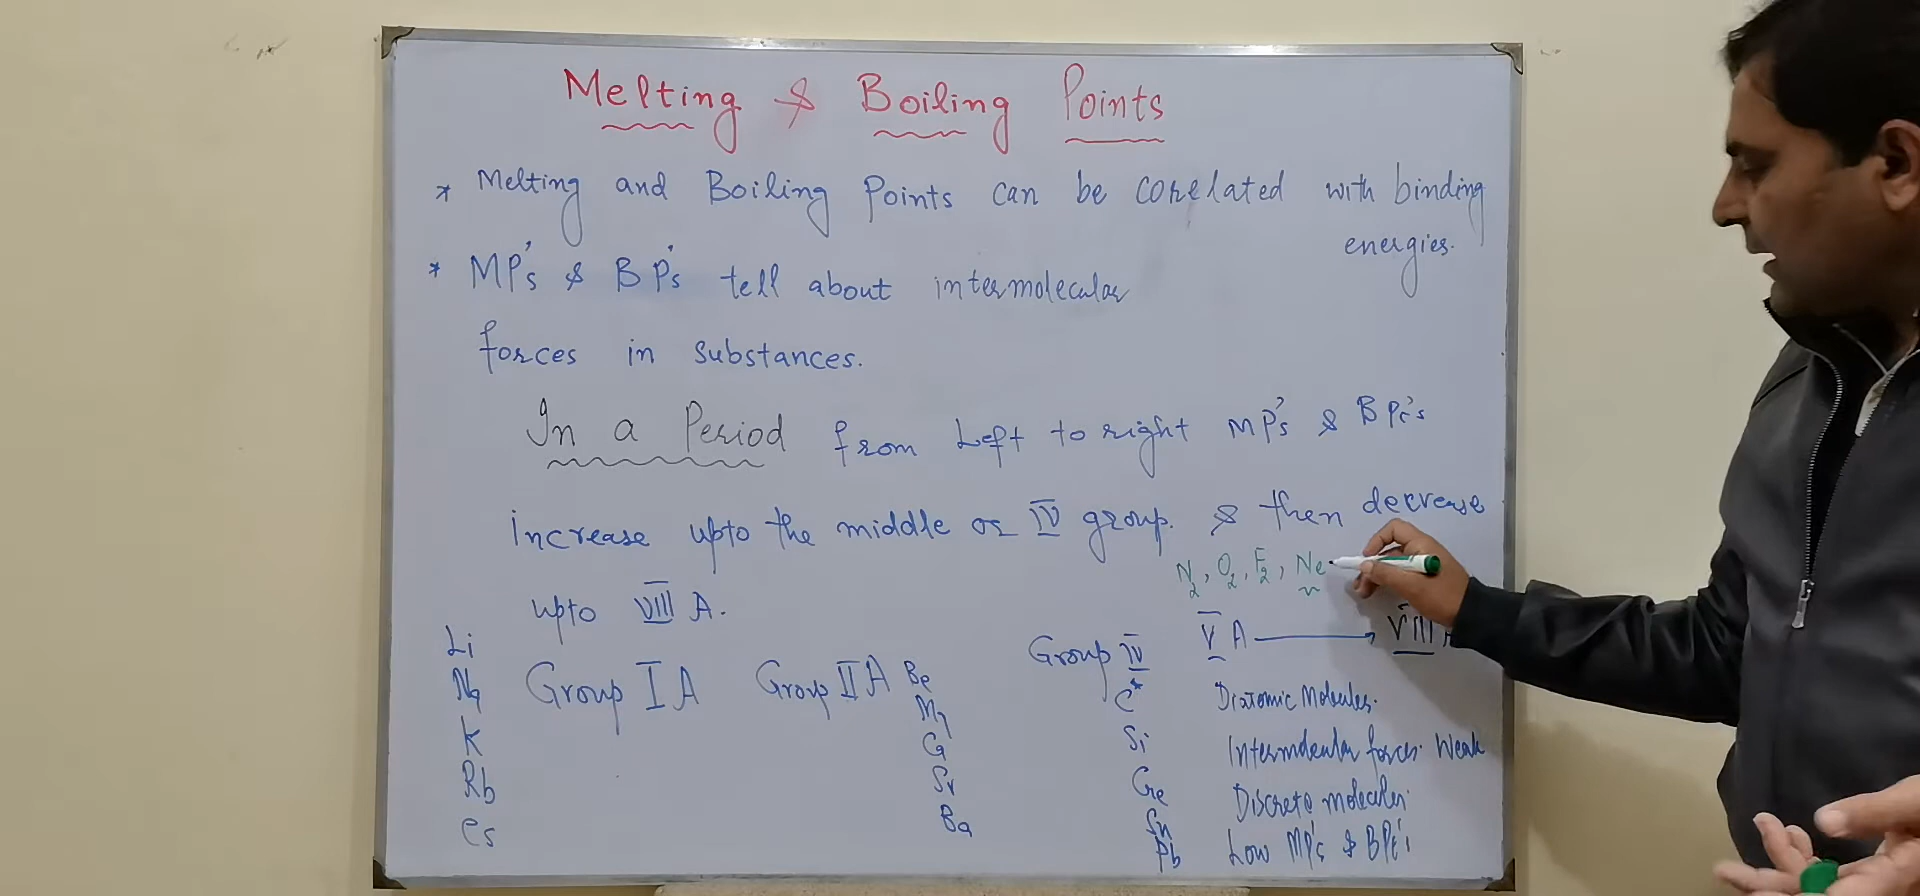 Melting & Boiling Points
* Melting and Boiling Points can be corelated with binding
energies.
* MP's & BP's tell about intermolecular
forces in substances.
In a Period from Left to right MP's & BPt's
increase upto the middle or IV group. & then decrease
N2, O2, F2, Ne
upto VIII A.
Li
Na
K
Rb
Cs
Group I A
Group II A
Be
Mg
Ca
Sr
Ba
Group IV
C*
Si
Ge
Sn
Pb
V A → VIII A
Diatomic Molecules.
Intermolecular forces. Weak
Discrete molecules.
Low MP's & BPt's